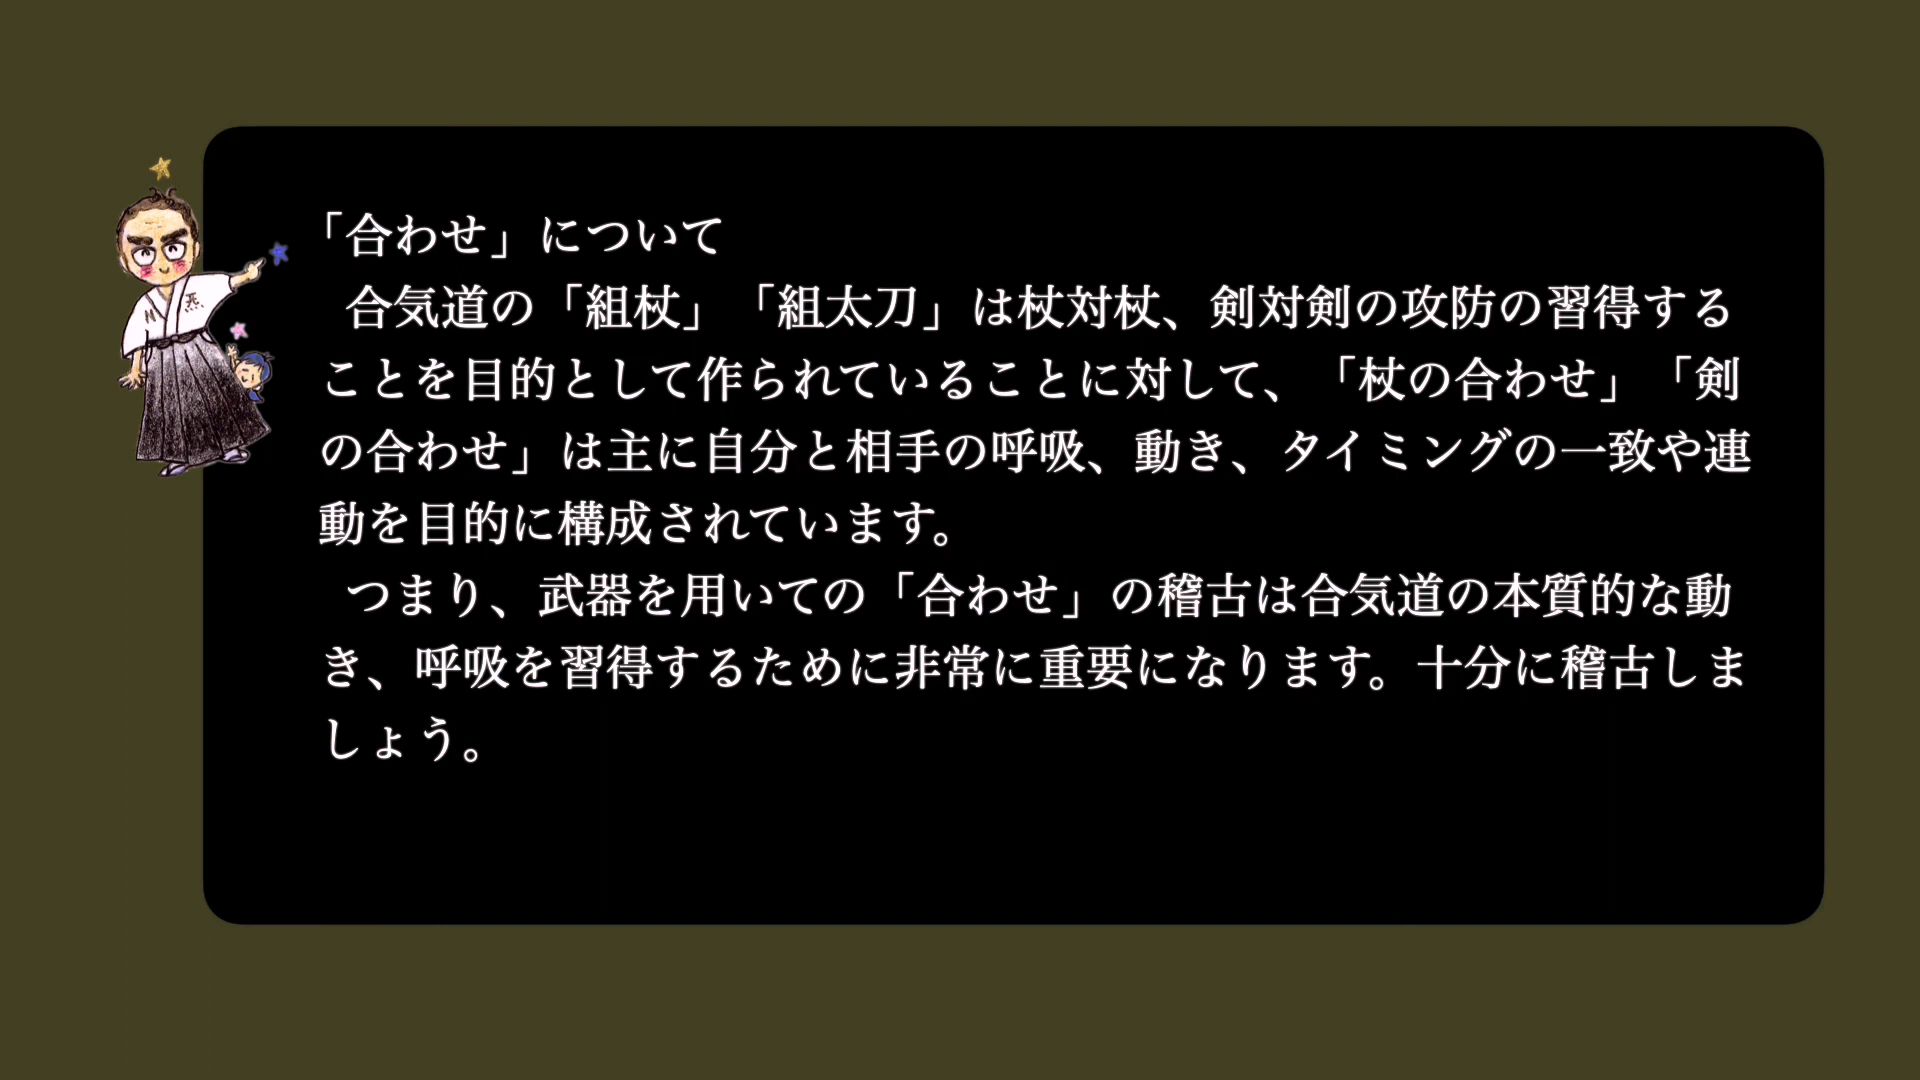 「合わせ」について
合気道の「組杖」「組太刀」は杖対杖、剣対剣の攻防の習得する
ことを目的として作られていることに対して、「杖の合わせ」「剣
の合わせ」は主に自分と相手の呼吸、動き、タイミングの一致や連
動を目的に構成されています。
つまり、武器を用いての「合わせ」の稽古は合気道の本質的な動
き、呼吸を習得するために非常に重要になります。十分に稽古しま
しょう。